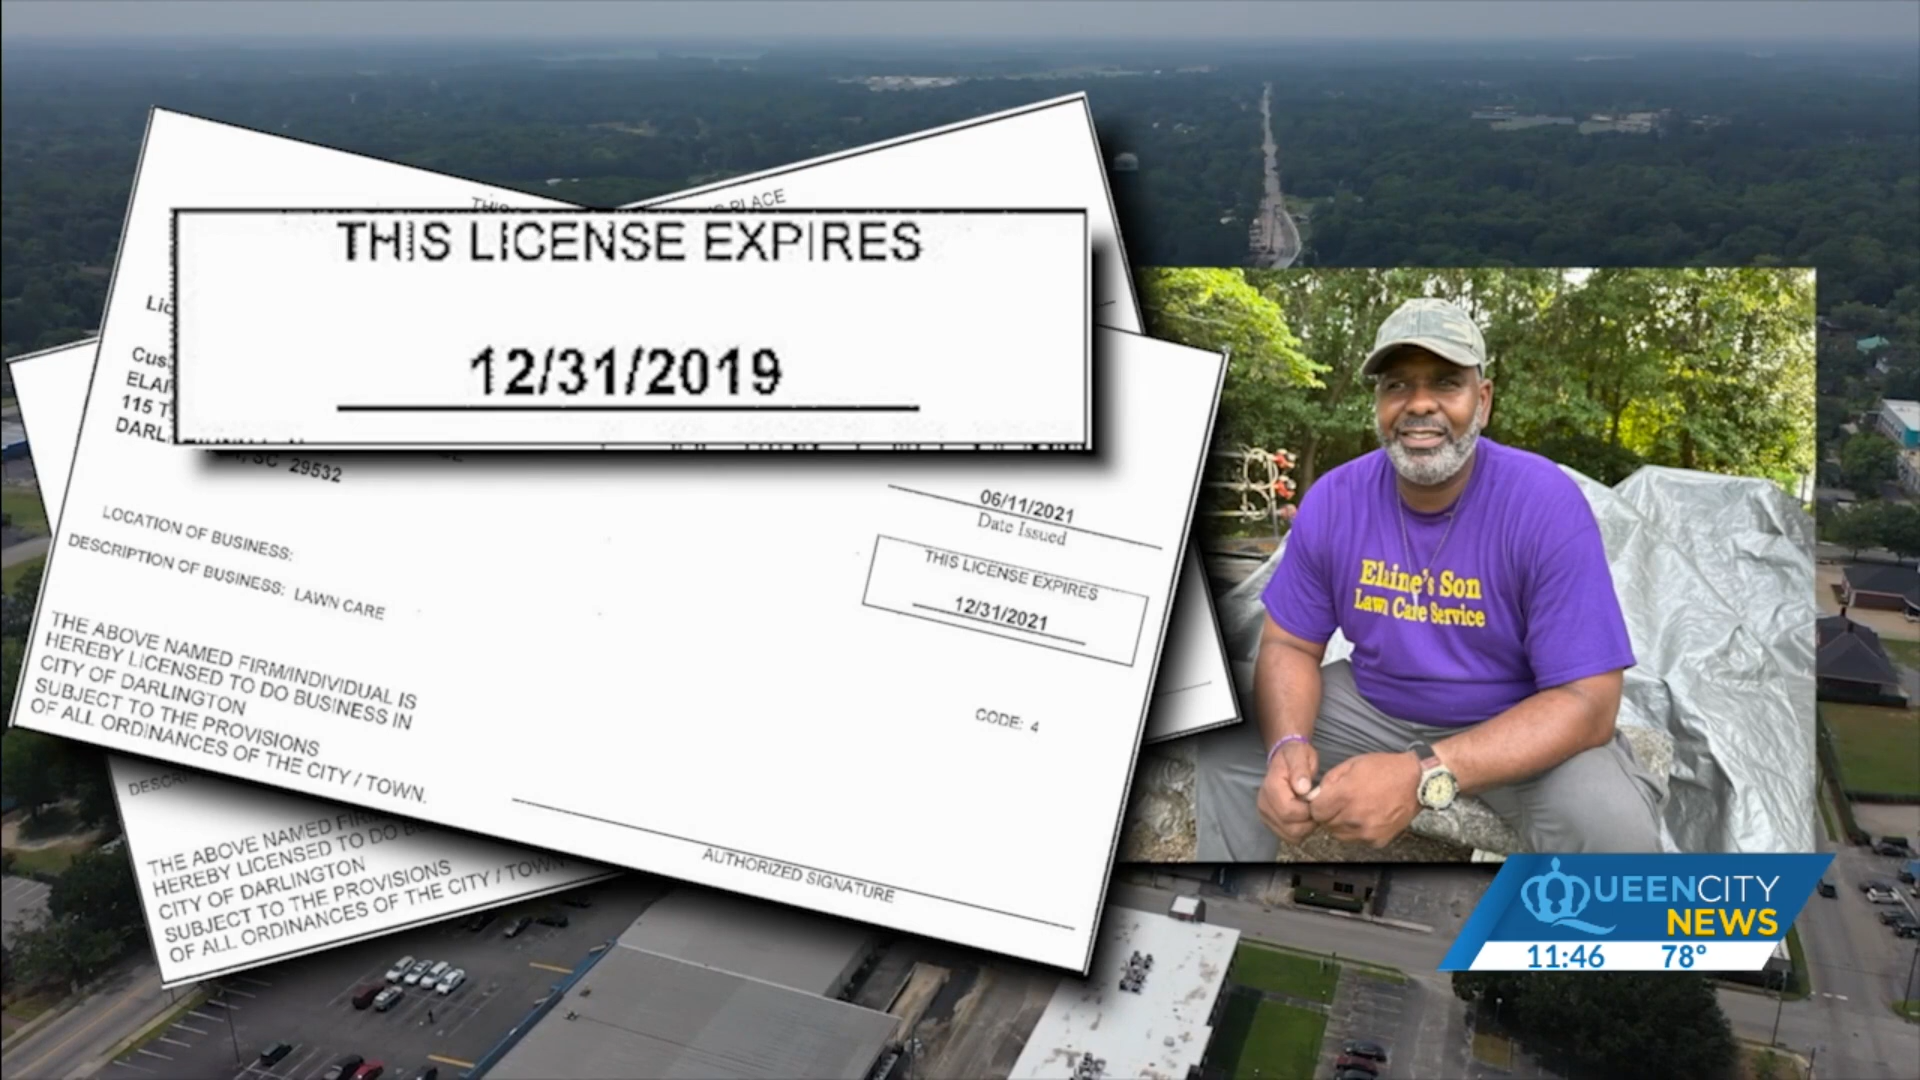 PLACE
THIS LICENSE EXPIRES
12/31/2019
SC 29532
06/11/2021
Date Issued
LOCATION OF BUSINESS:
DESCRIPTION OF BUSINESS: LAWN CARE
THIS LICENSE EXPIRES
12/31/2021
THE ABOVE NAMED FIRM/INDIVIDUAL IS
HEREBY LICENSED TO DO BUSINESS IN
CITY OF DARLINGTON
SUBJECT TO THE PROVISIONS
OF ALL ORDINANCES OF THE CITY / TOWN.
CODE: 4
AUTHORIZED SIGNATURE
THE ABOVE NAMED
HEREBY LICENSED TO DO
CITY OF DARLINGTON
SUBJECT TO THE PROVISIONS
OF ALL ORDINANCES OF THE CITY / TOWN
Elaine's Son
Lawn Care Service
QUEENCITY
NEWS
11:46 78°